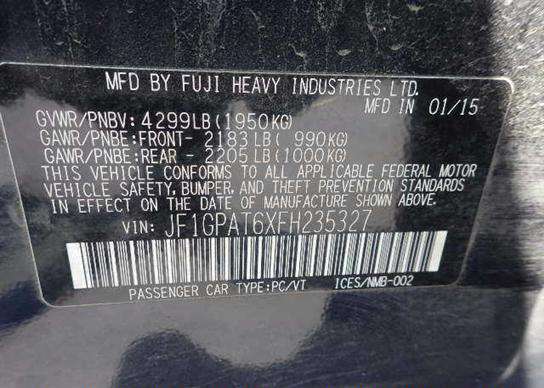 MFD BY FUJI HEAVY INDUSTRIES LTD.
MFD IN 01/15
GVWR/PNBV: 4299LB(1950KG)
GAWR/PNBE:FRONT- 2183LB( 990KG)
GAWR/PNBE:REAR - 2205LB(1000KG)
THIS VEHICLE CONFORMS TO ALL APPLICABLE FEDERAL MOTOR
VEHICLE SAFETY, BUMPER, AND THEFT PREVENTION STANDARDS
IN EFFECT ON THE DATE OF MANUFACTURE SHOWN ABOVE.
VIN: JF1GPAT6XFH235327
PASSENGER CAR TYPE:PC/VT ICES/NMB-002